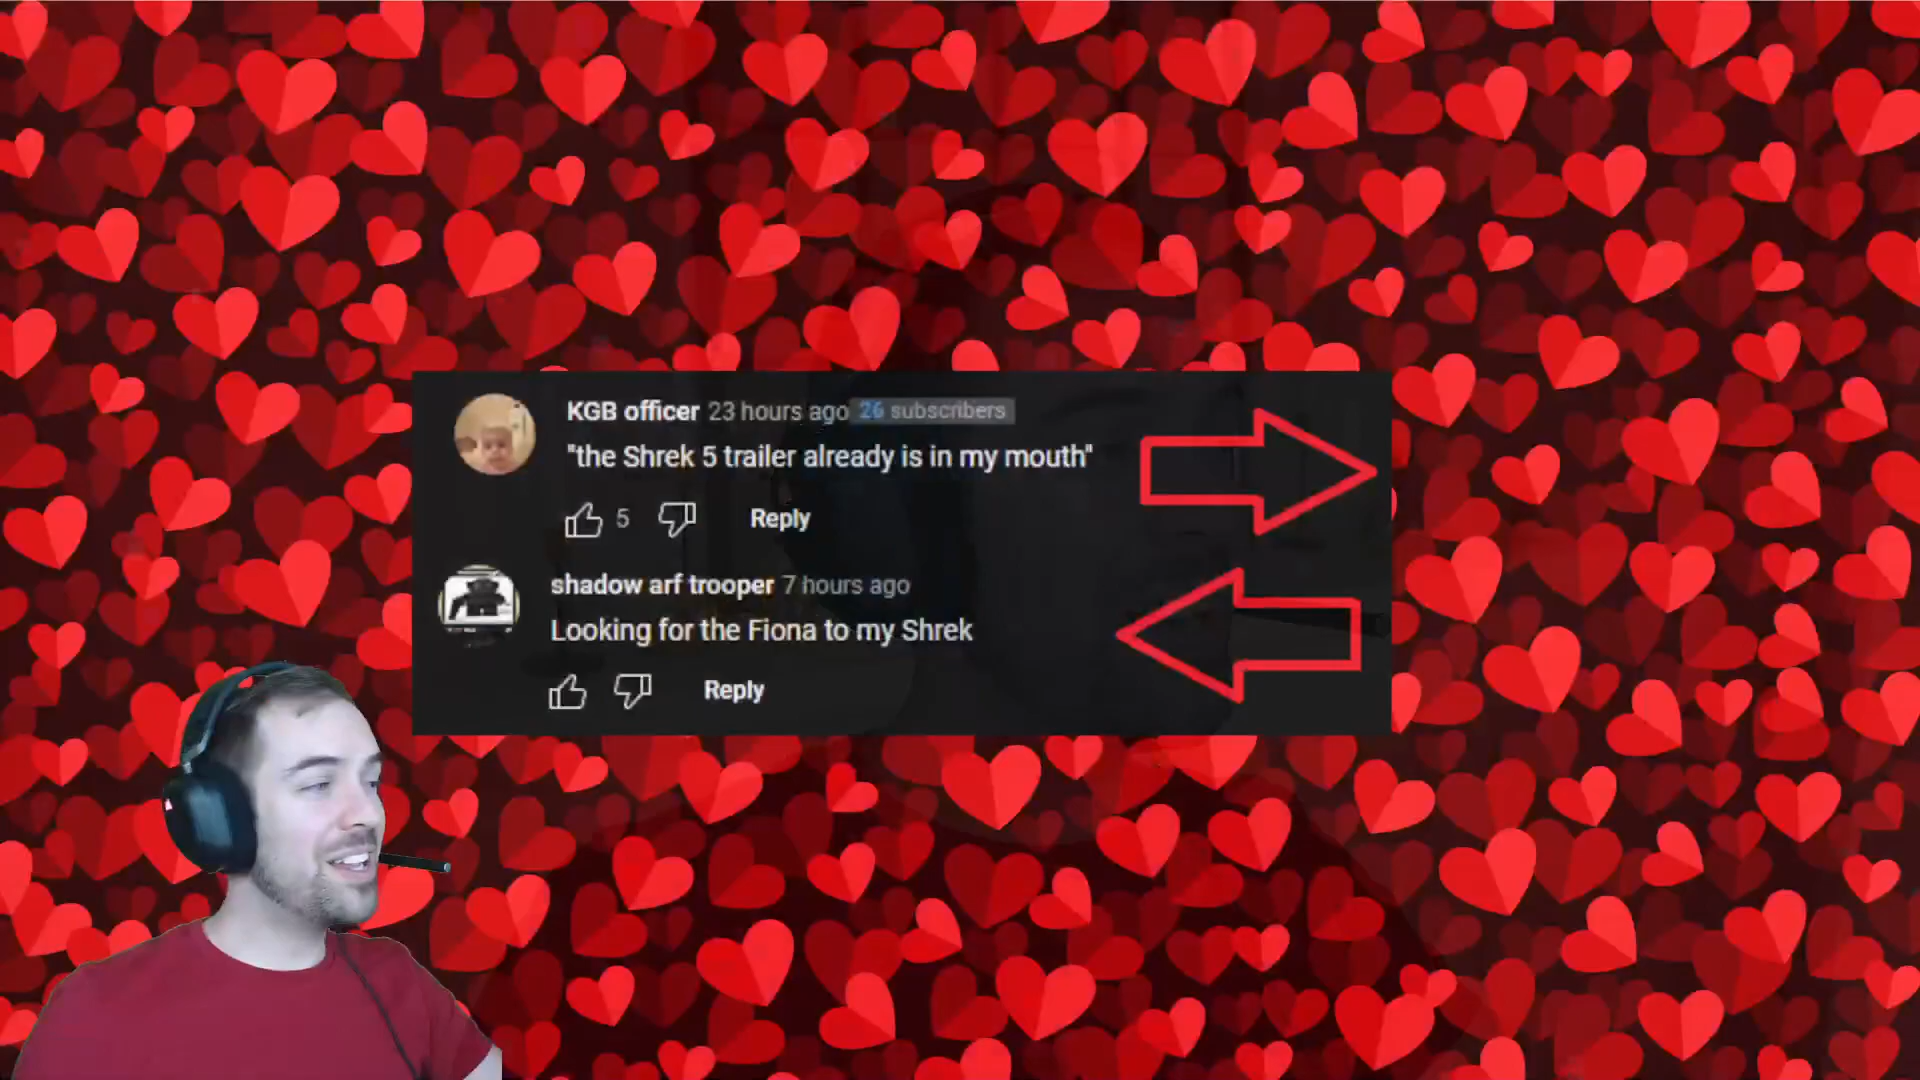 KGB officer 23 hours ago 26 subscribers
"the Shrek 5 trailer already is in my mouth"
5 Reply
shadow arf trooper 7 hours ago
Looking for the Fiona to my Shrek
Reply